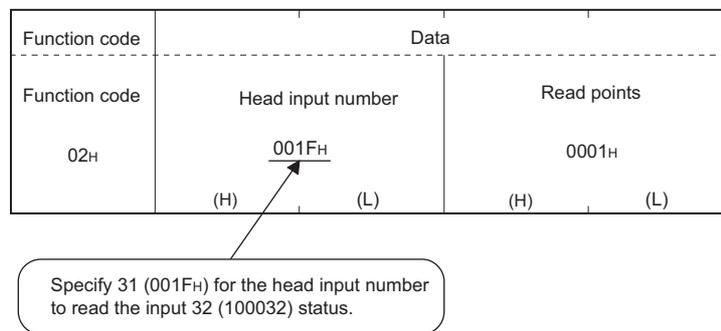 Function code Data
Function code Head input number Read points
02H 001FH 0001H
(H) (L) (H) (L)
Specify 31 (001FH) for the head input number
to read the input 32 (100032) status.